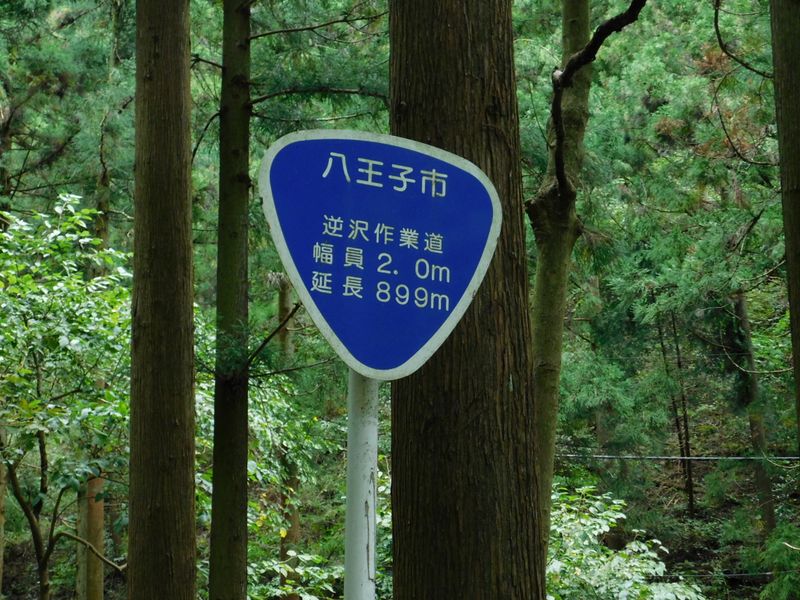 八王子市
逆沢作業道
幅員 2. 0m
延長 899m